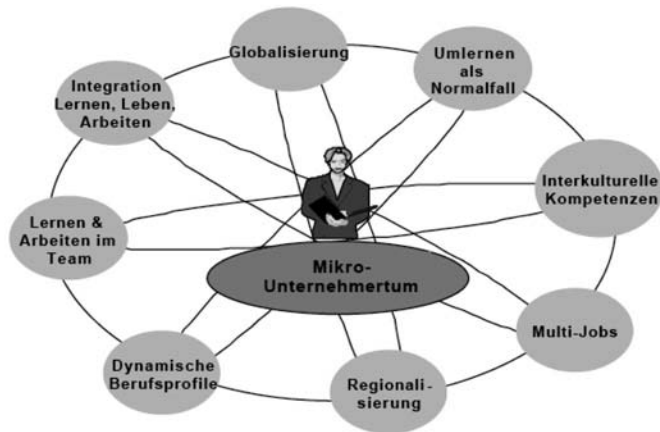 Globalisierung
Umlernen
als
Normalfall
Integration
Lernen, Leben,
Arbeiten
Interkulturelle
Kompetenzen
Lernen &
Arbeiten im
Team
Mikro-
Unternehmertum
Multi-Jobs
Dynamische
Berufsprofile
Regionali-
sierung